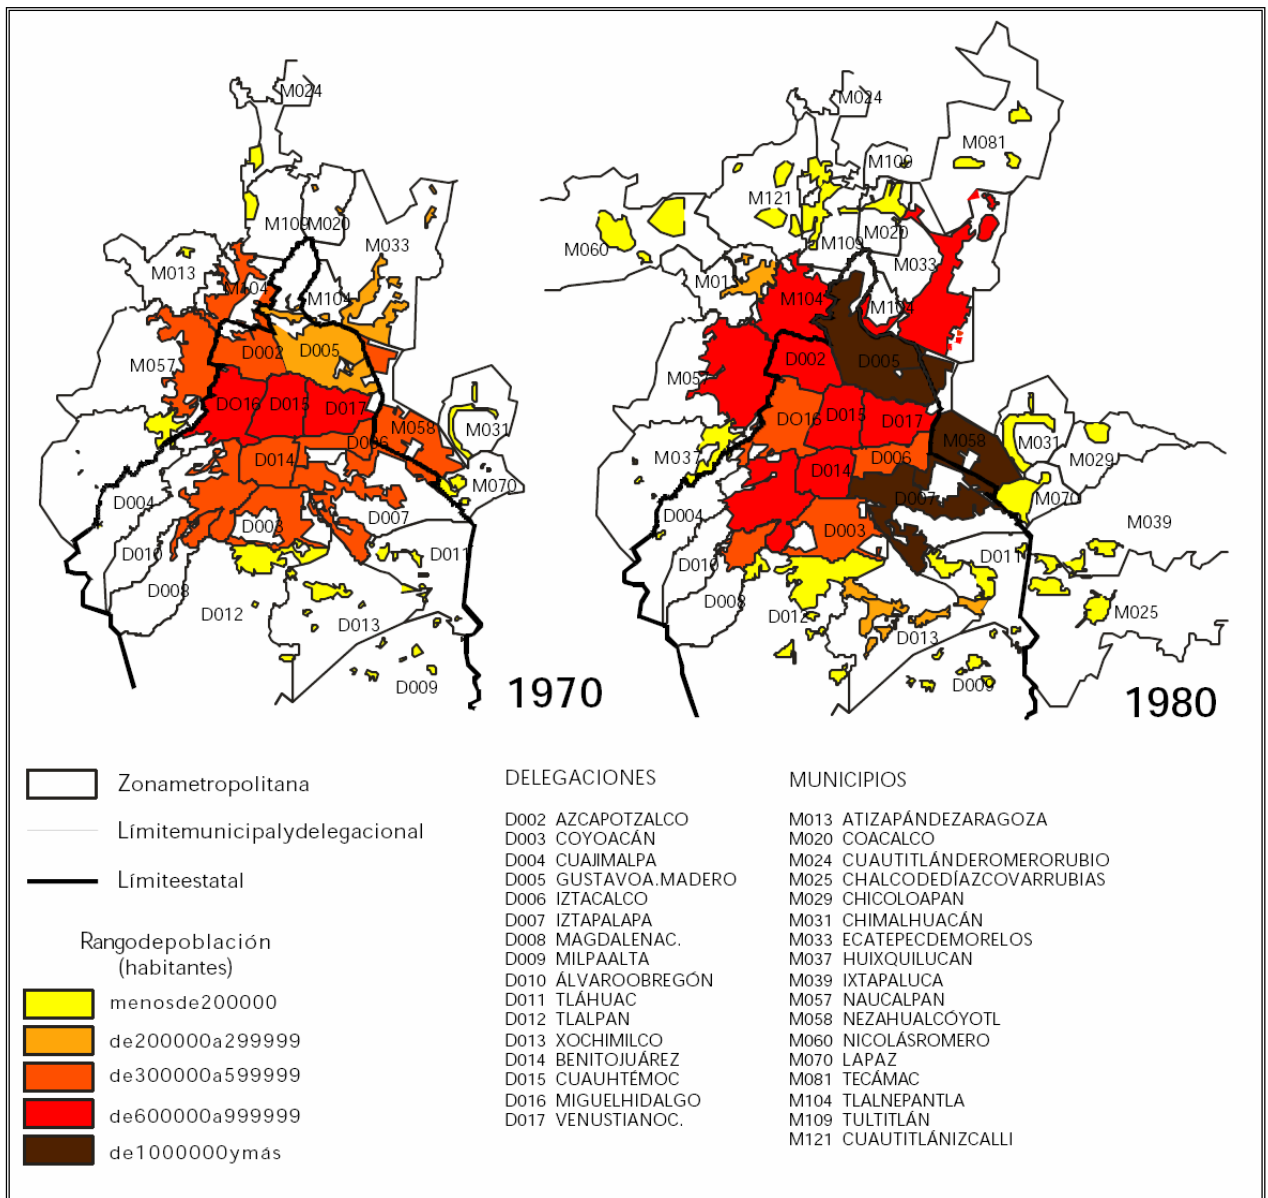 M024
M109
M020
M033
M013
M104
M104
D002
D005
M057
DO16
D015
D017
M058
M031
D006
D014
M070
D004
D003
D007
D010
D011
D008
D012
D013
D009
1970
M024
M081
M109
M121
M020
M109
M060
M033
M01
M104
M104
D002
D005
M057
DO16
D015
D017
M058
M031
M037
D006
M029
D014
D007
M070
D004
D003
M039
D010
D011
D008
D012
D013
M025
D009
1980
Zonametropolitana
Límitemunicipalydelegacional
Límiteestatal
Rangodepoblación
(habitantes)
menosde200000
de200000a299999
de300000a599999
de600000a999999
de1000000ymás
DELEGACIONES
D002 AZCAPOTZALCO
D003 COYOACÁN
D004 CUAJIMALPA
D005 GUSTAVOA.MADERO
D006 IZTACALCO
D007 IZTAPALAPA
D008 MAGDALENAC.
D009 MILPAALTA
D010 ÁLVAROOBREGÓN
D011 TLÁHUAC
D012 TLALPAN
D013 XOCHIMILCO
D014 BENITOJUÁREZ
D015 CUAUHTÉMOC
D016 MIGUELHIDALGO
D017 VENUSTIANOC.
MUNICIPIOS
M013 ATIZAPÁNDEZARAGOZA
M020 COACALCO
M024 CUAUTITLÁNDEROMERORUBIO
M025 CHALCODEDÍAZCOVARRUBIAS
M029 CHICOLOAPAN
M031 CHIMALHUACÁN
M033 ECATEPECDEMORELOS
M037 HUIXQUILUCAN
M039 IXTAPALUCA
M057 NAUCALPAN
M058 NEZAHUALCÓYOTL
M060 NICOLÁSROMERO
M070 LAPAZ
M081 TECÁMAC
M104 TLALNEPANTLA
M109 TULTITLÁN
M121 CUAUTITLÁNIZCALLI